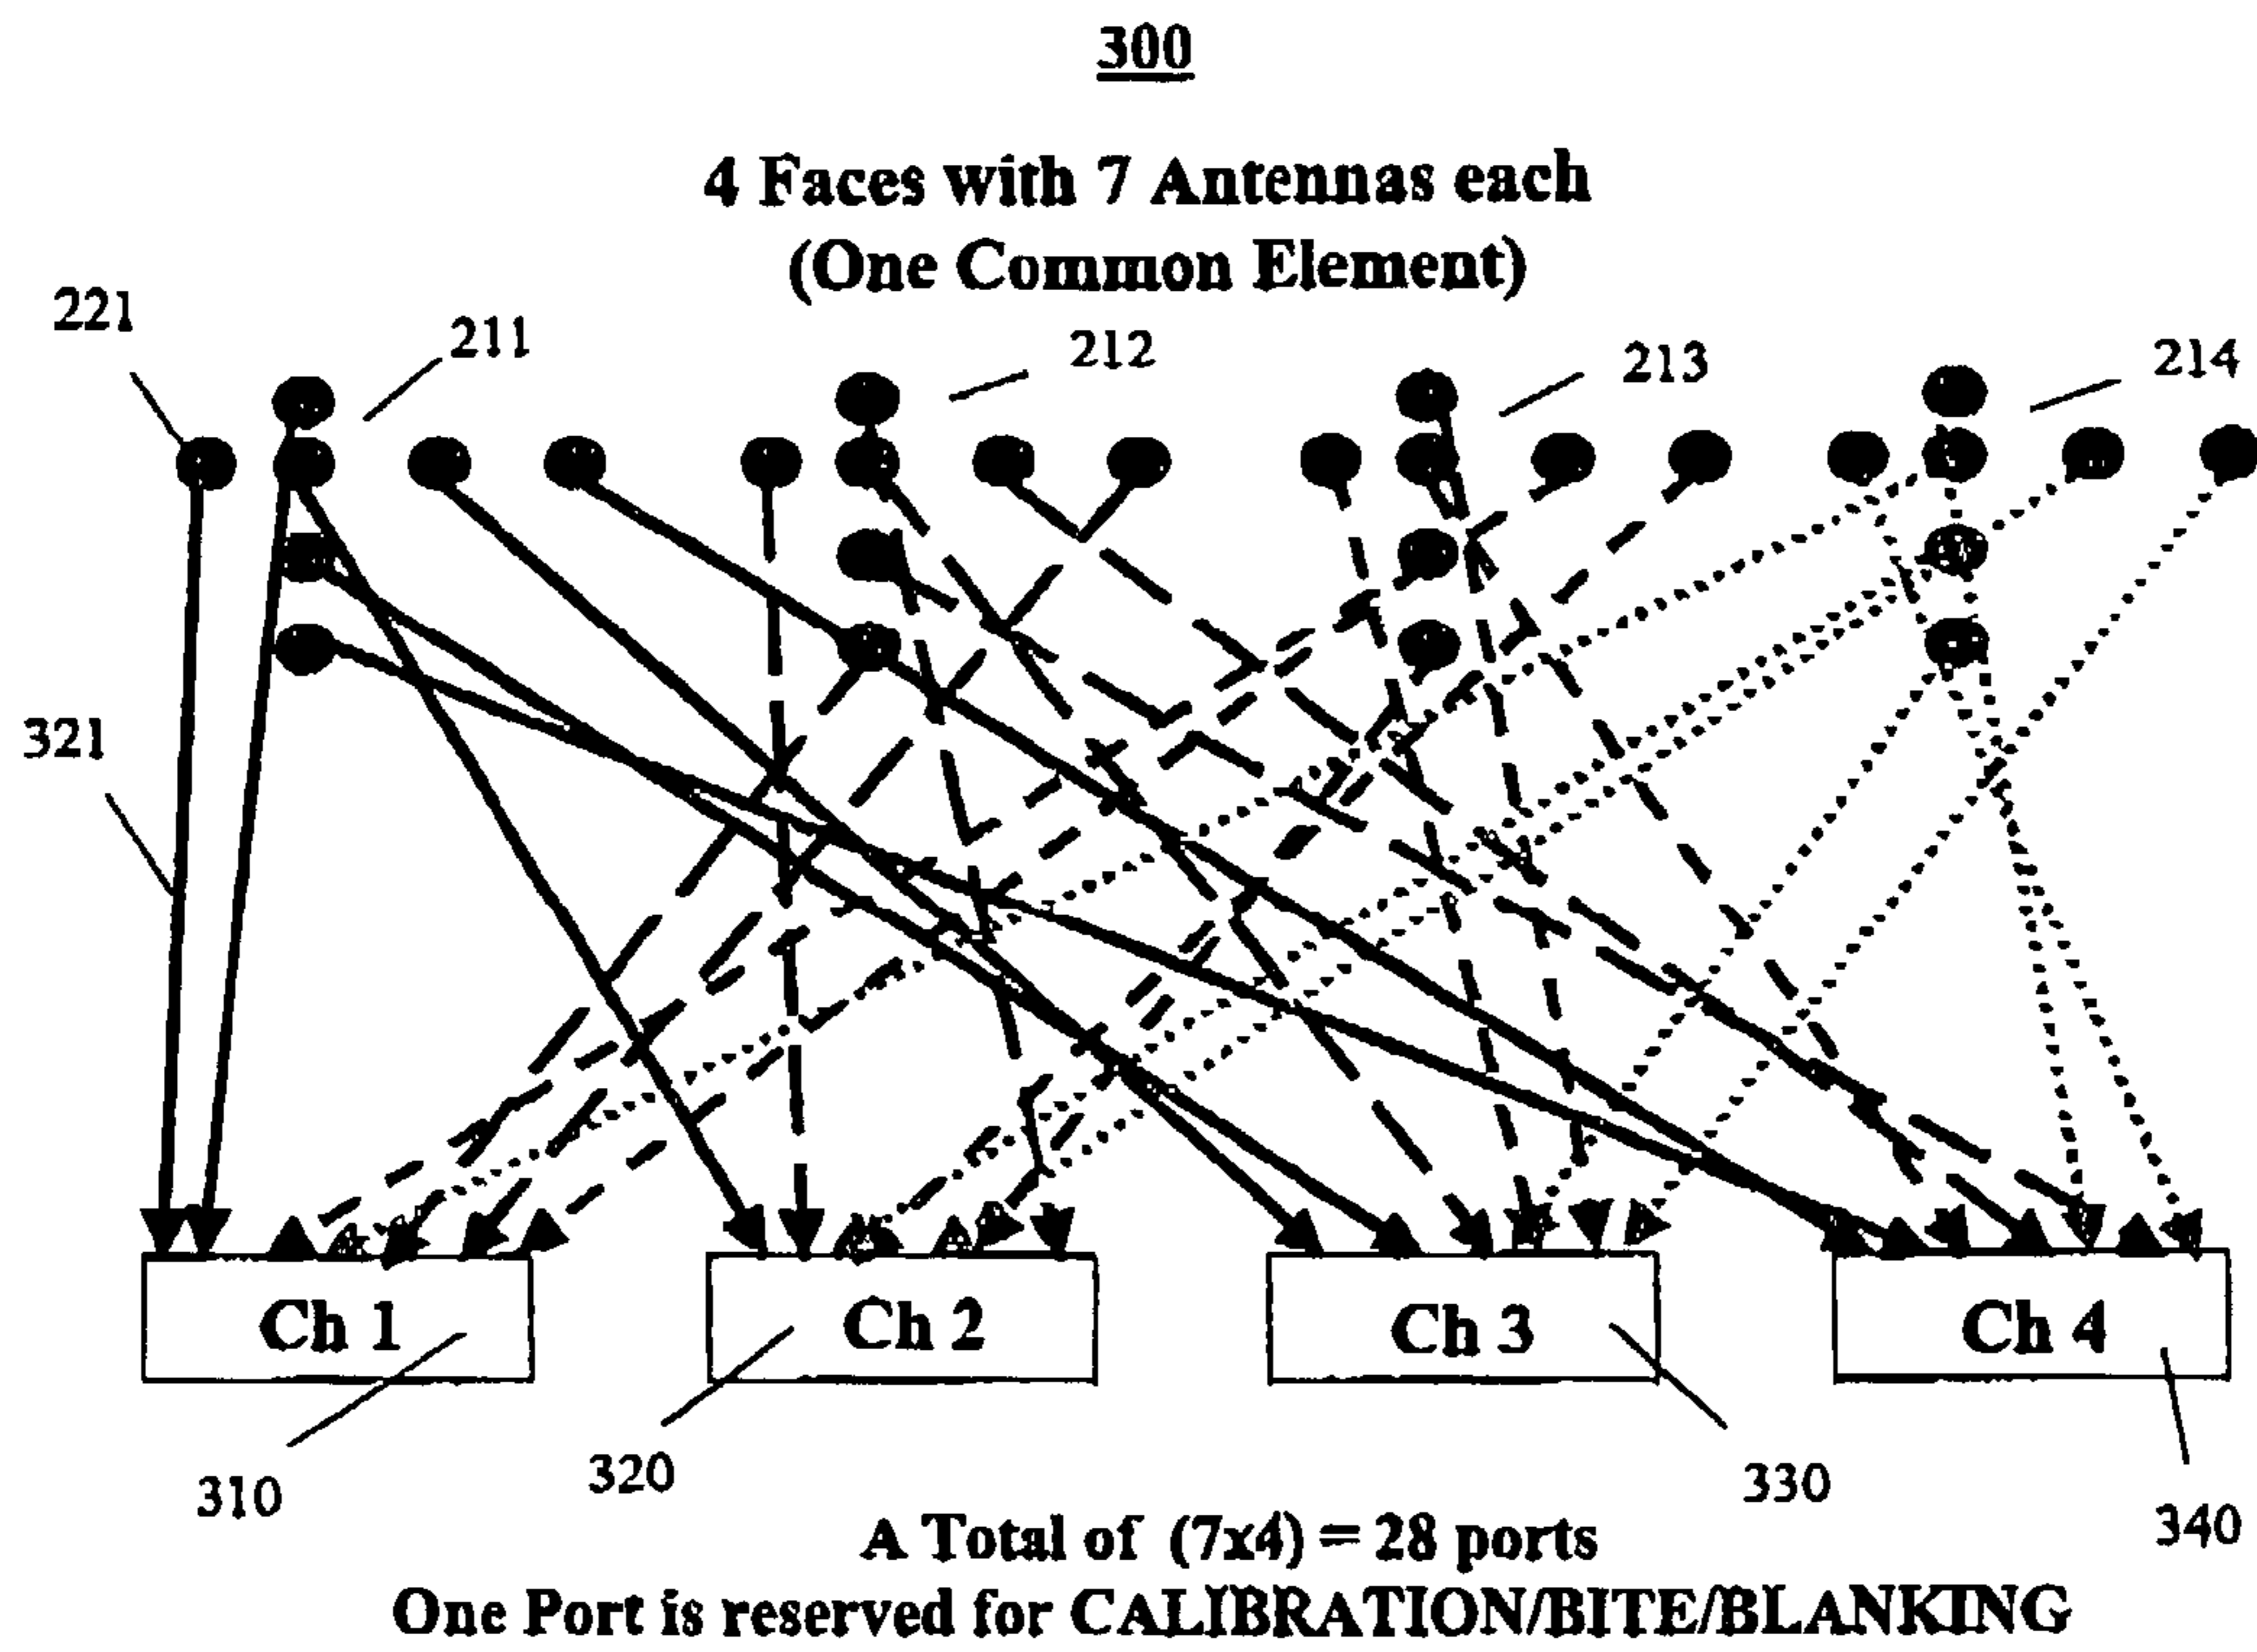 300
4 Faces with 7 Antennas each
(One Common Element)
221
211
212
213
214
321
Ch 1
Ch 2
Ch 3
Ch 4
310
320
330
340
A Total of (7x4) = 28 ports
One Port is reserved for CALIBRATION/BITE/BLANKING